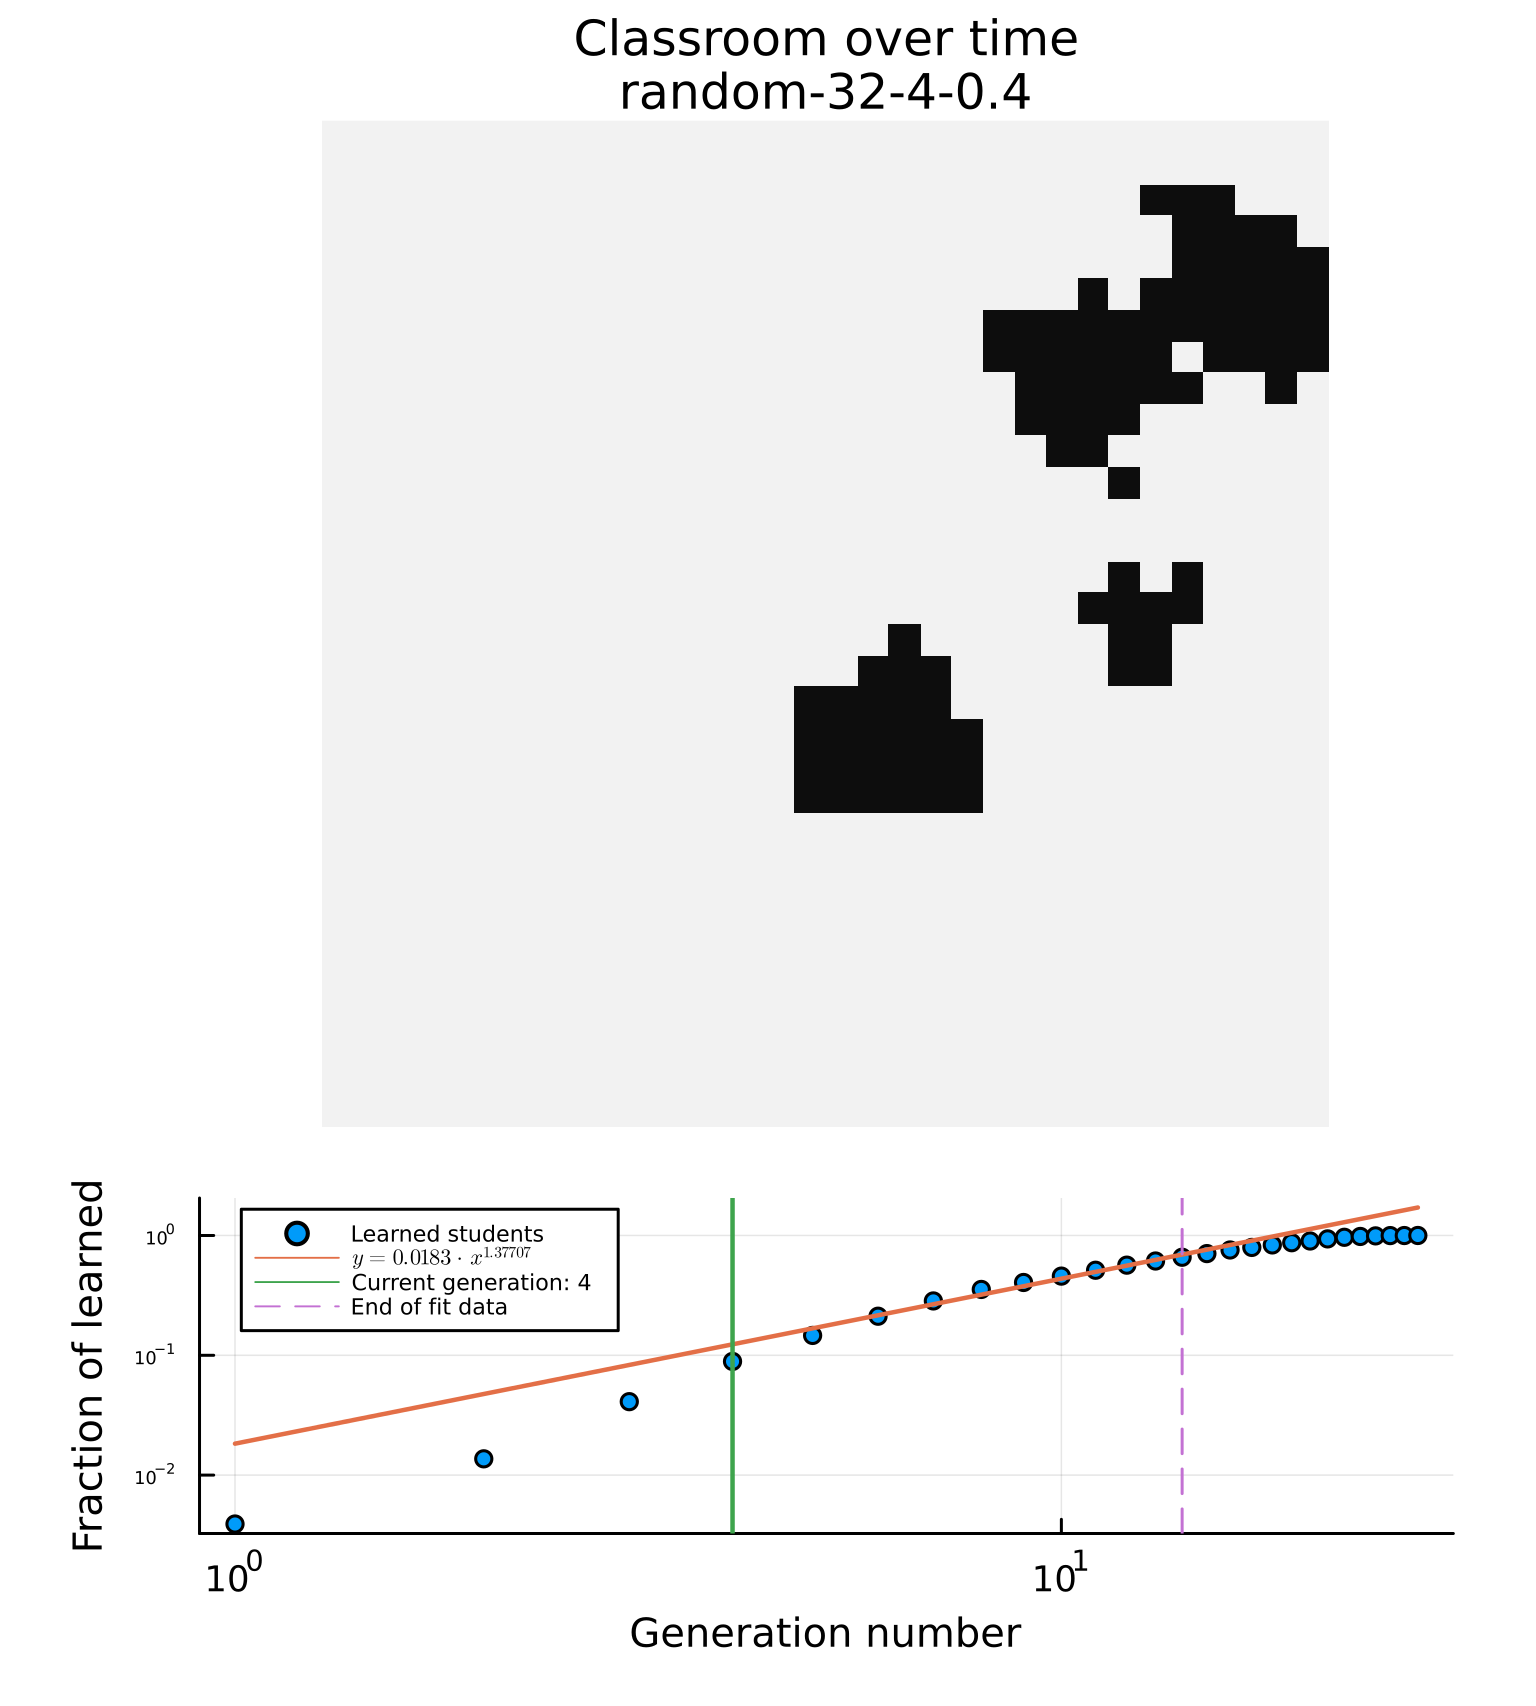 Classroom over time
random-32-4-0.4
Fraction of learned
10^0
10^-1
10^-2
Learned students
y = 0.0183 · x^1.37707
Current generation: 4
End of fit data
10^0
10^1
Generation number